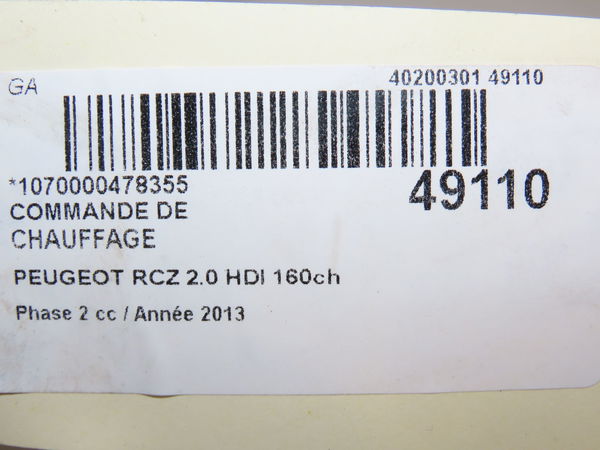 GA
40200301 49110
*1070000478355
49110
COMMANDE DE
CHAUFFAGE
PEUGEOT RCZ 2.0 HDI 160ch
Phase 2 cc / Année 2013